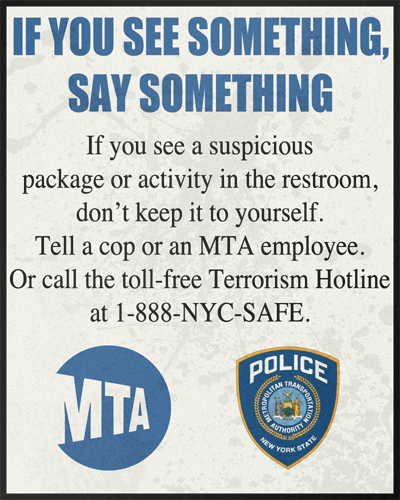 IF YOU SEE SOMETHING,
SAY SOMETHING
If you see a suspicious
package or activity in the restroom,
don't keep it to yourself.
Tell a cop or an MTA employee.
Or call the toll-free Terrorism Hotline
at 1-888-NYC-SAFE.
MTA
POLICE
METROPOLITAN TRANSPORTATION
AUTHORITY
NEW YORK STATE